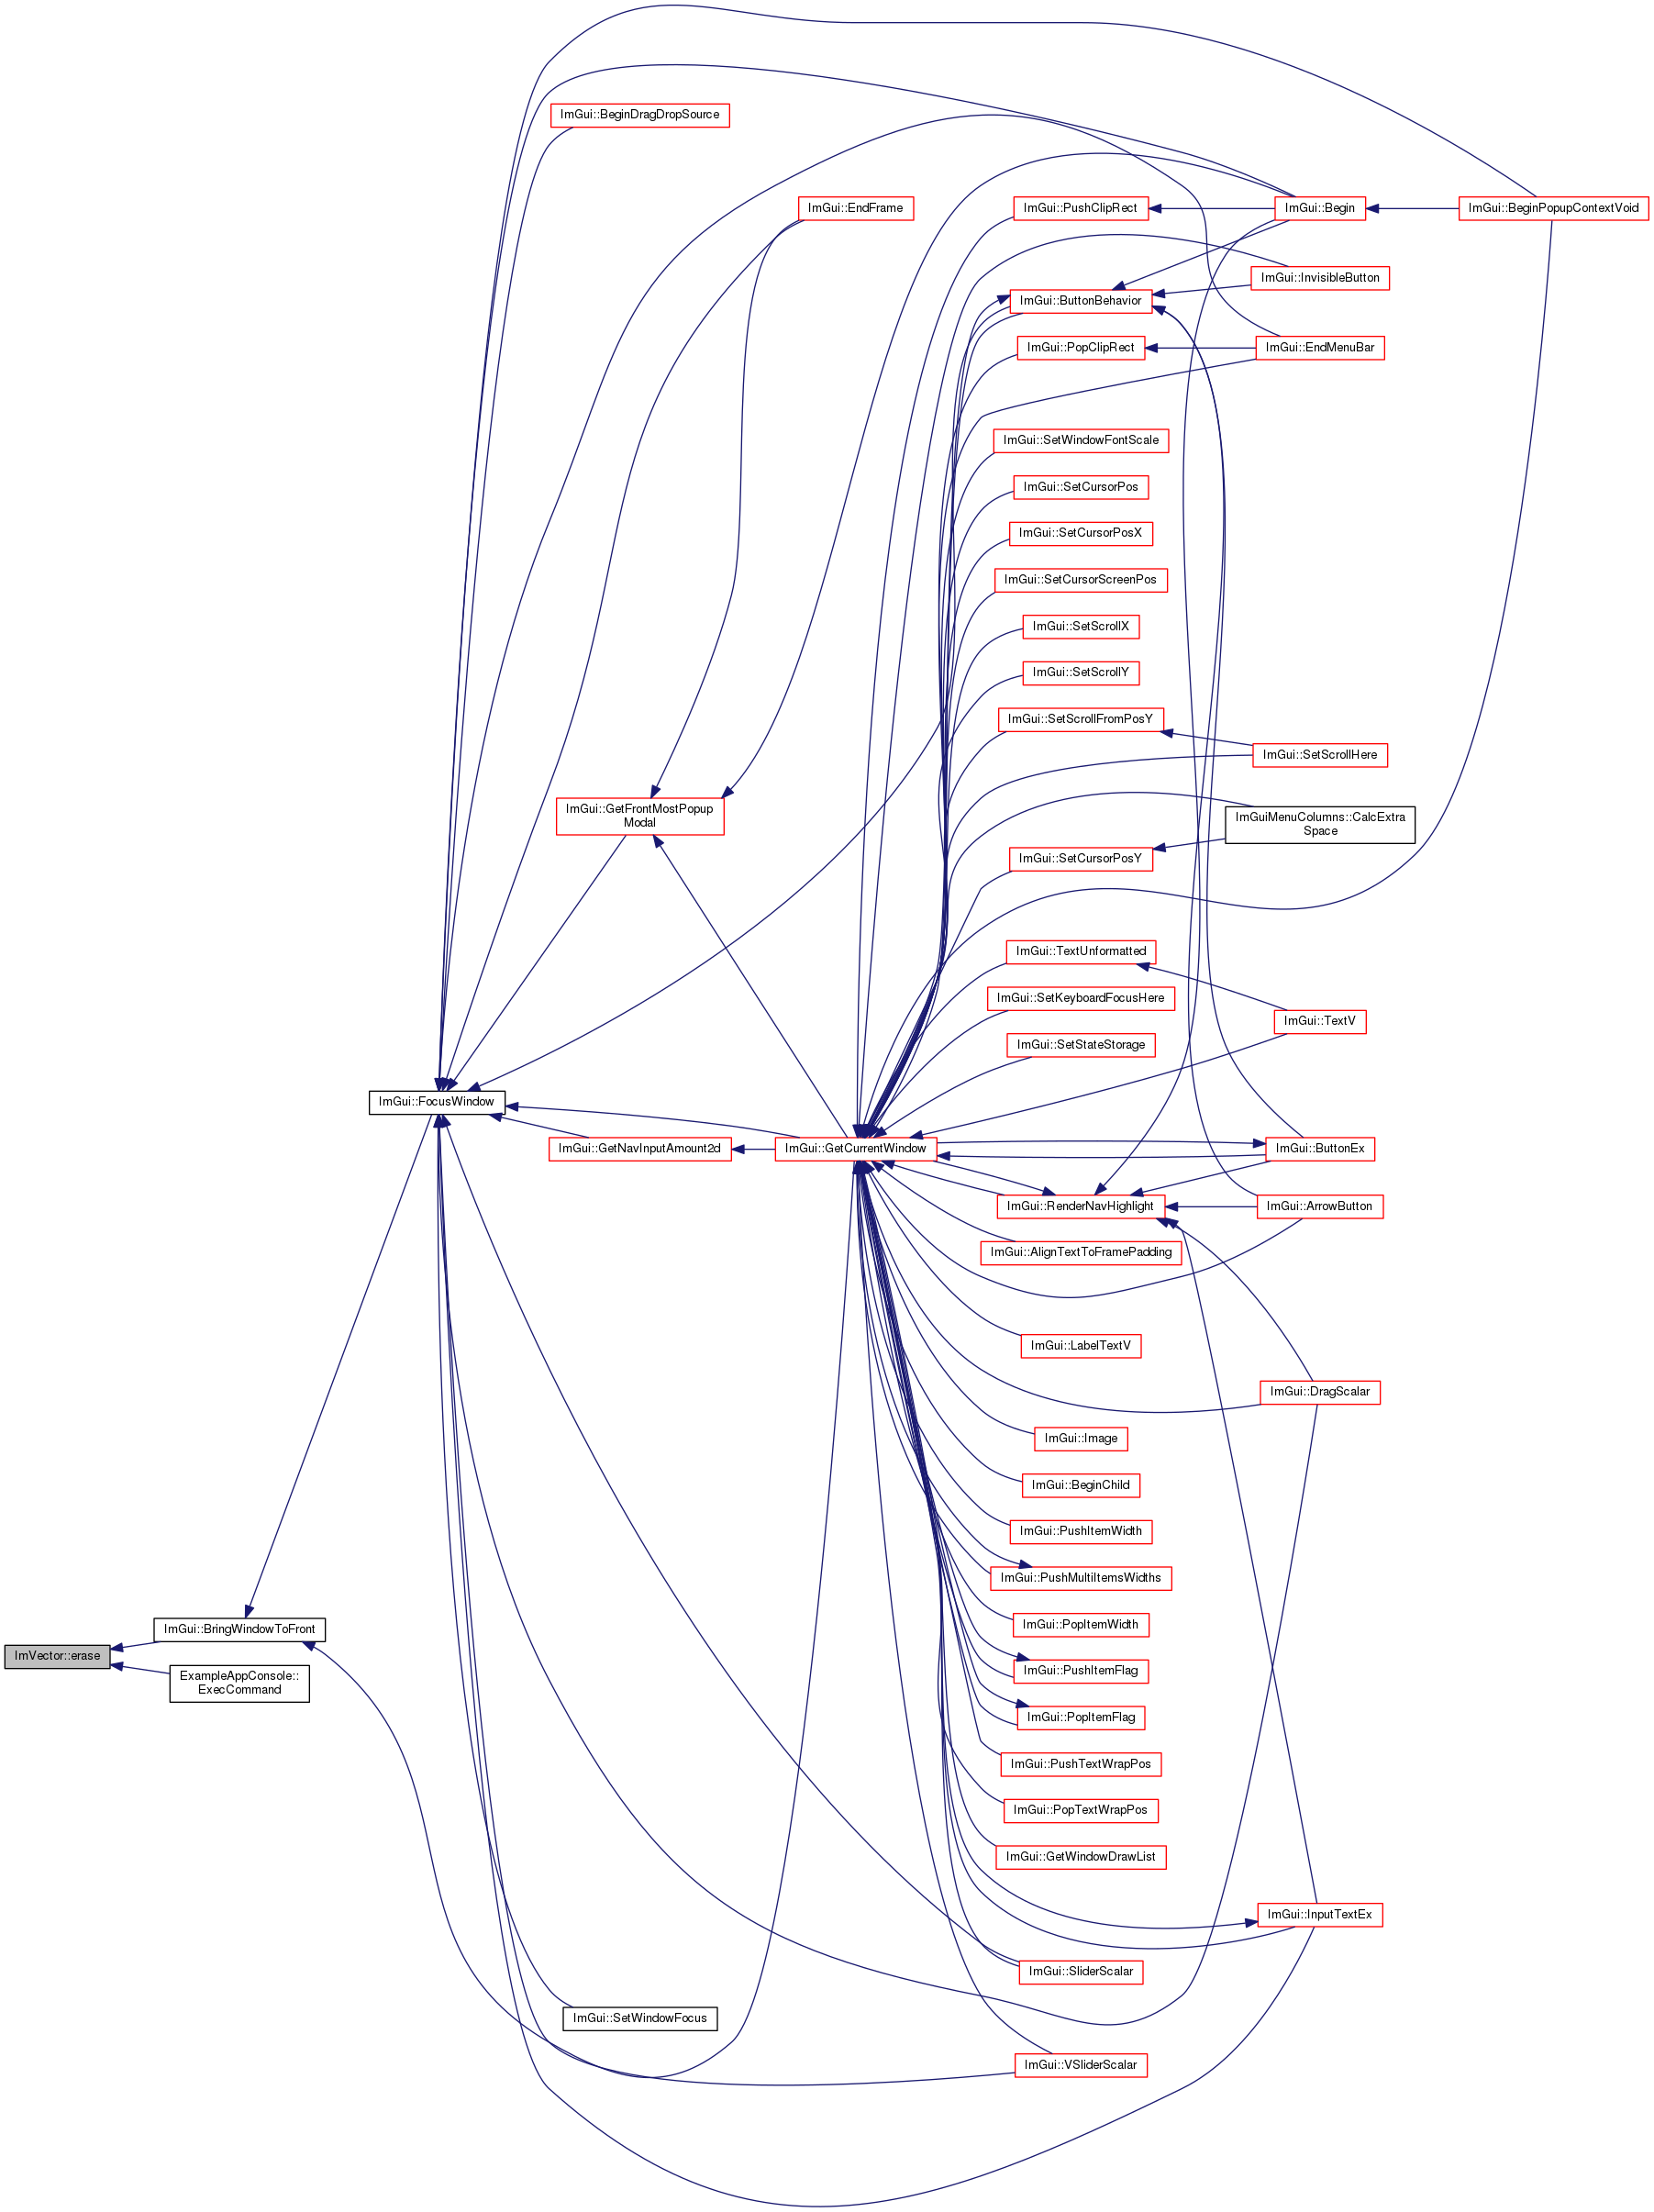 ImGui::BeginDragDropSource
ImGui::EndFrame
ImGui::PushClipRect
ImGui::Begin
ImGui::BeginPopupContextVoid
ImGui::InvisibleButton
ImGui::ButtonBehavior
ImGui::PopClipRect
ImGui::EndMenuBar
ImGui::SetWindowFontScale
ImGui::SetCursorPos
ImGui::SetCursorPosX
ImGui::SetCursorScreenPos
ImGui::SetScrollX
ImGui::SetScrollY
ImGui::SetScrollFromPosY
ImGui::SetScrollHere
ImGui::GetFrontMostPopup
Modal
ImGuiMenuColumns::CalcExtra
Space
ImGui::SetCursorPosY
ImGui::TextUnformatted
ImGui::SetKeyboardFocusHere
ImGui::TextV
ImGui::SetStateStorage
ImGui::FocusWindow
ImGui::GetNavInputAmount2d
ImGui::GetCurrentWindow
ImGui::ButtonEx
ImGui::RenderNavHighlight
ImGui::ArrowButton
ImGui::AlignTextToFramePadding
ImGui::LabelTextV
ImGui::DragScalar
ImGui::Image
ImGui::BeginChild
ImGui::PushItemWidth
ImGui::PushMultiItemsWidths
ImGui::PopItemWidth
ImGui::BringWindowToFront
ImVector::erase
ExampleAppConsole::
ExecCommand
ImGui::PushItemFlag
ImGui::PopItemFlag
ImGui::PushTextWrapPos
ImGui::PopTextWrapPos
ImGui::GetWindowDrawList
ImGui::InputTextEx
ImGui::SliderScalar
ImGui::SetWindowFocus
ImGui::VSliderScalar